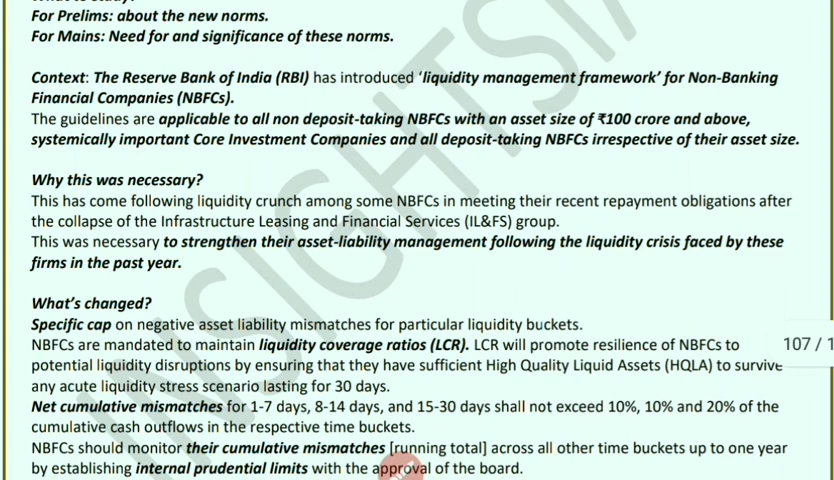 For Prelims: about the new norms.
For Mains: Need for and significance of these norms.
Context: The Reserve Bank of India (RBI) has introduced ‘liquidity management framework’ for Non-Banking
Financial Companies (NBFCs).
The guidelines are applicable to all non deposit-taking NBFCs with an asset size of ₹100 crore and above,
systemically important Core Investment Companies and all deposit-taking NBFCs irrespective of their asset size.
Why this was necessary?
This has come following liquidity crunch among some NBFCs in meeting their recent repayment obligations after
the collapse of the Infrastructure Leasing and Financial Services (IL&FS) group.
This was necessary to strengthen their asset-liability management following the liquidity crisis faced by these
firms in the past year.
What’s changed?
Specific cap on negative asset liability mismatches for particular liquidity buckets.
NBFCs are mandated to maintain liquidity coverage ratios (LCR). LCR will promote resilience of NBFCs to
107 / 1
potential liquidity disruptions by ensuring that they have sufficient High Quality Liquid Assets (HQLA) to survive
any acute liquidity stress scenario lasting for 30 days.
Net cumulative mismatches for 1-7 days, 8-14 days, and 15-30 days shall not exceed 10%, 10% and 20% of the
cumulative cash outflows in the respective time buckets.
NBFCs should monitor their cumulative mismatches [running total] across all other time buckets up to one year
by establishing internal prudential limits with the approval of the board.
INSIGHTSIA